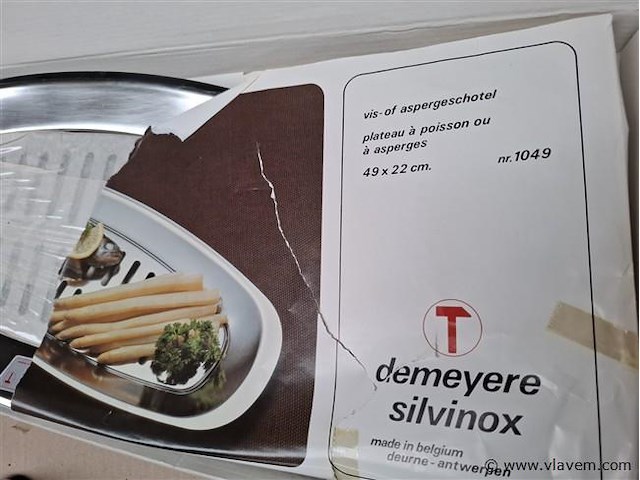 vis- of aspergeschotel
plateau à poisson ou
à asperges
49 x 22 cm.
nr. 1049
demeyere
silvinox
made in belgium
deurne - antwerpen
© www.vlavem.com